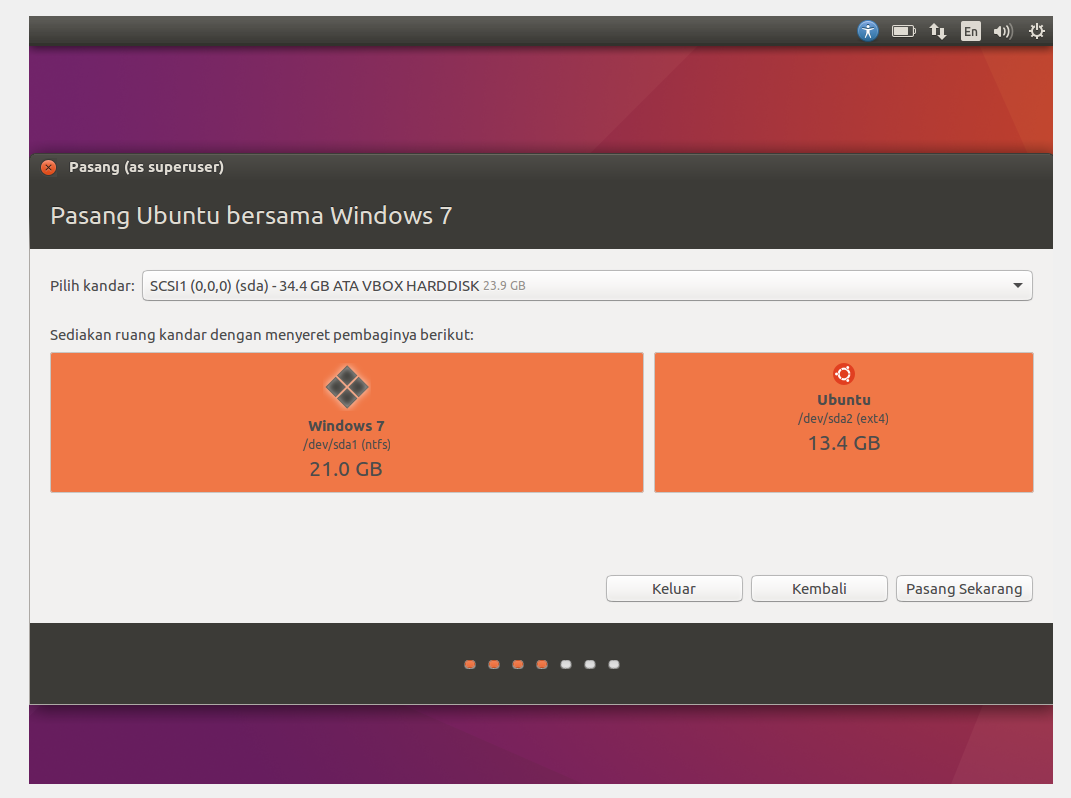 En
Pasang (as superuser)
Pasang Ubuntu bersama Windows 7
Pilih kandar: SCSI1 (0,0,0) (sda) - 34.4 GB ATA VBOX HARDDISK 23.9 GB
Sediakan ruang kandar dengan menyeret pembaginya berikut:
Windows 7
/dev/sda1 (ntfs)
21.0 GB
Ubuntu
/dev/sda2 (ext4)
13.4 GB
Keluar Kembali Pasang Sekarang